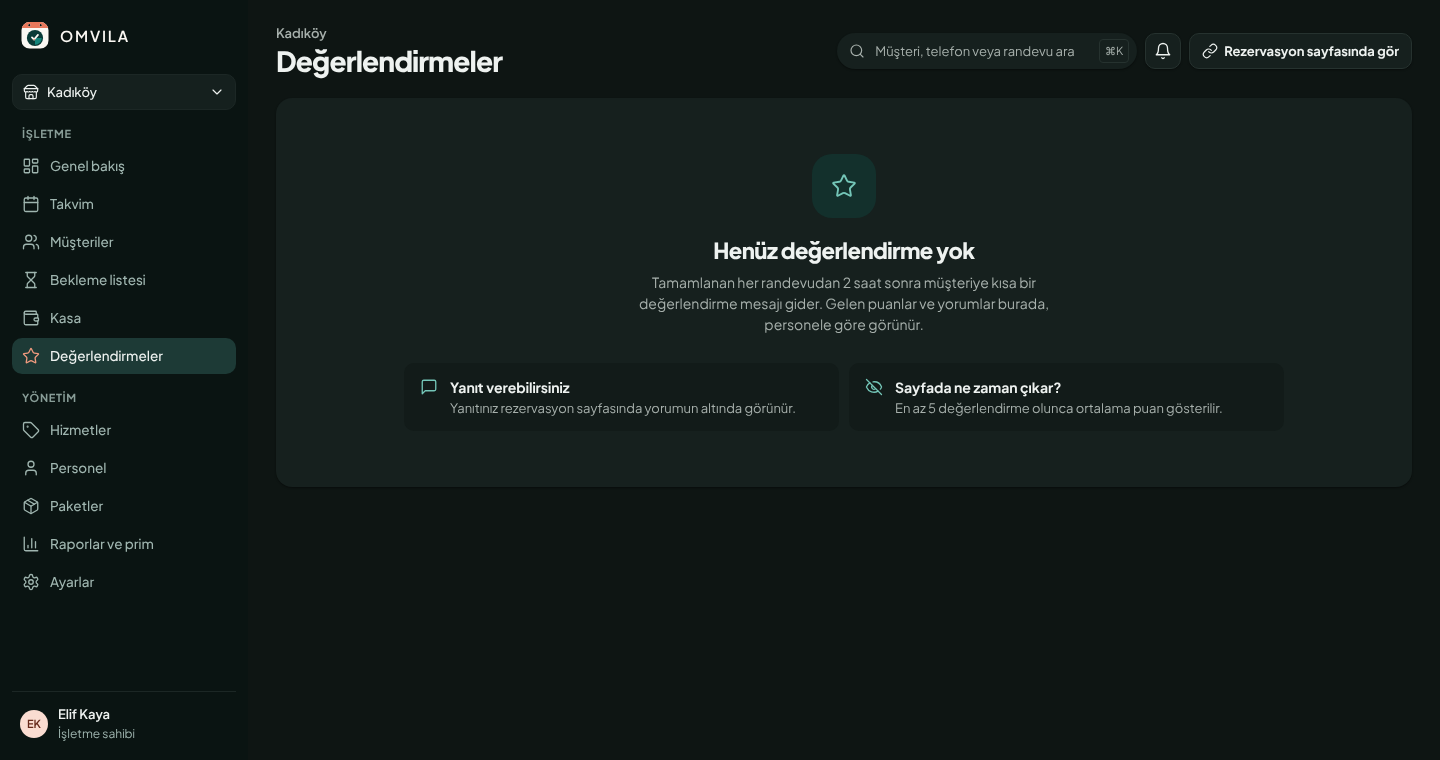 OMVILA
Kadıköy
İŞLETME
Genel bakış
Takvim
Müşteriler
Bekleme listesi
Kasa
Değerlendirmeler
YÖNETİM
Hizmetler
Personel
Paketler
Raporlar ve prim
Ayarlar
EK
Elif Kaya
İşletme sahibi
Kadıköy
Değerlendirmeler
Müşteri, telefon veya randevu ara
⌘K
Rezervasyon sayfasında gör
Henüz değerlendirme yok
Tamamlanan her randevudan 2 saat sonra müşteriye kısa bir
değerlendirme mesajı gider. Gelen puanlar ve yorumlar burada,
personele göre görünür.
Yanıt verebilirsiniz
Yanıtınız rezervasyon sayfasında yorumun altında görünür.
Sayfada ne zaman çıkar?
En az 5 değerlendirme olunca ortalama puan gösterilir.